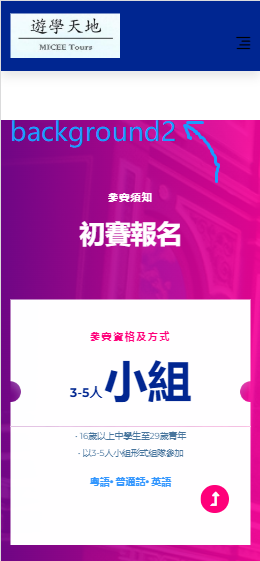 遊學天地
MICEE Tours
background2
參賽須知
初賽報名
參賽資格及方式
3-5人小組
- 16歲以上中學生至29歲青年
- 以3-5人小組形式組隊參加
粵語• 普通話• 英語